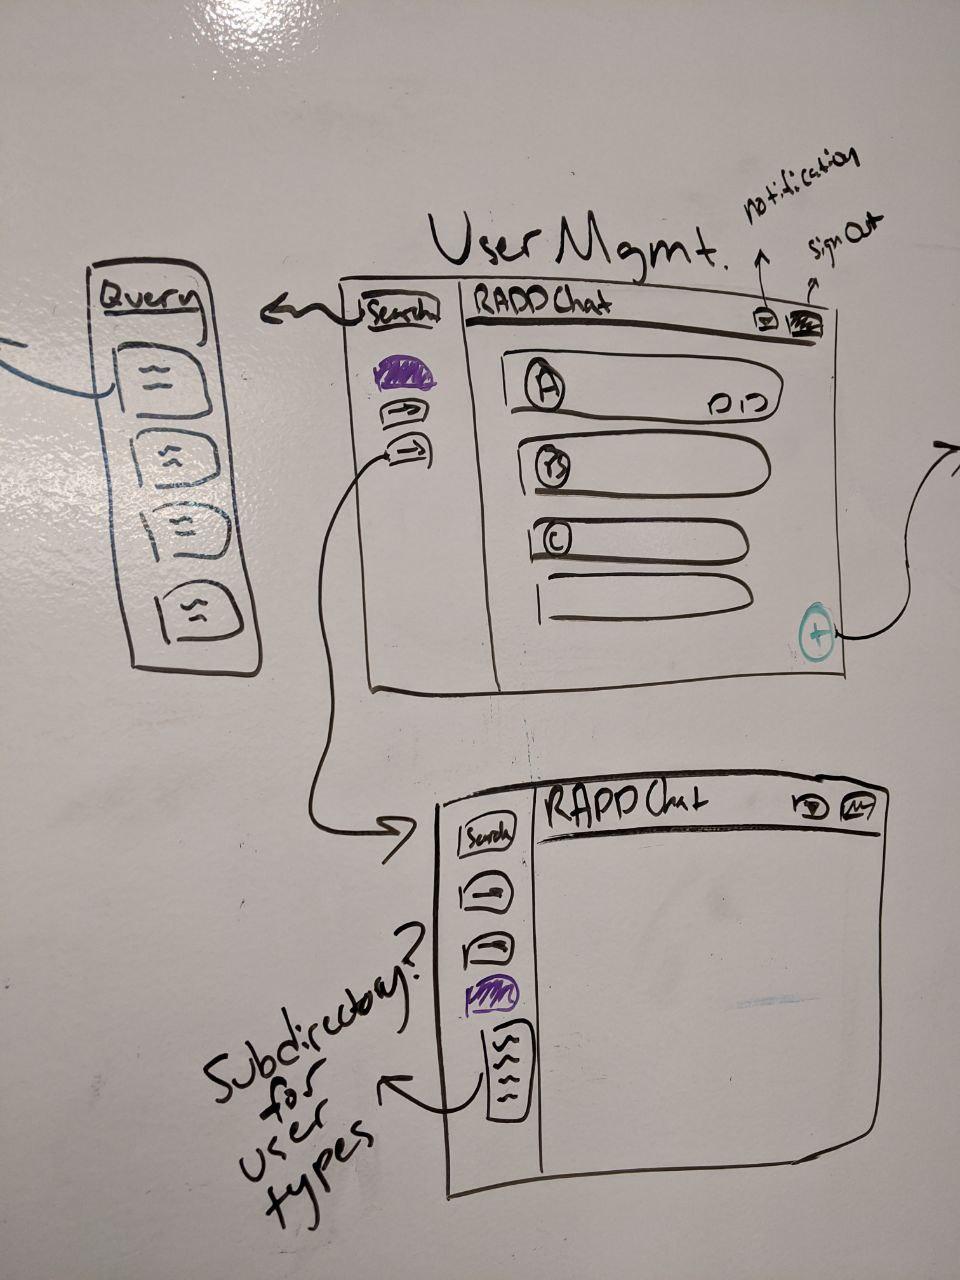 notification
sign Out
User Mgmt.
Query
Search
RADD Chat
A
B
C
+
RADD Chat
Search
Subdirectory?
for
user
types